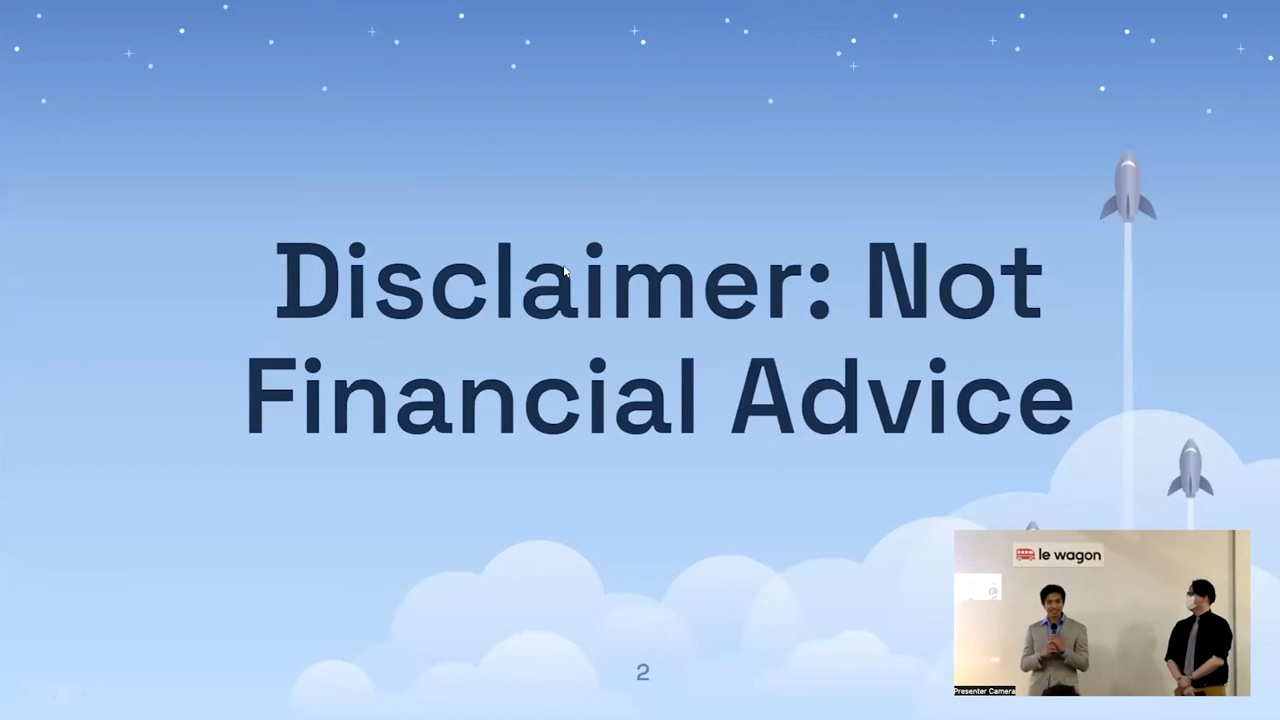 Disclaimer: Not
Financial Advice
2
le wagon
Presenter Camera